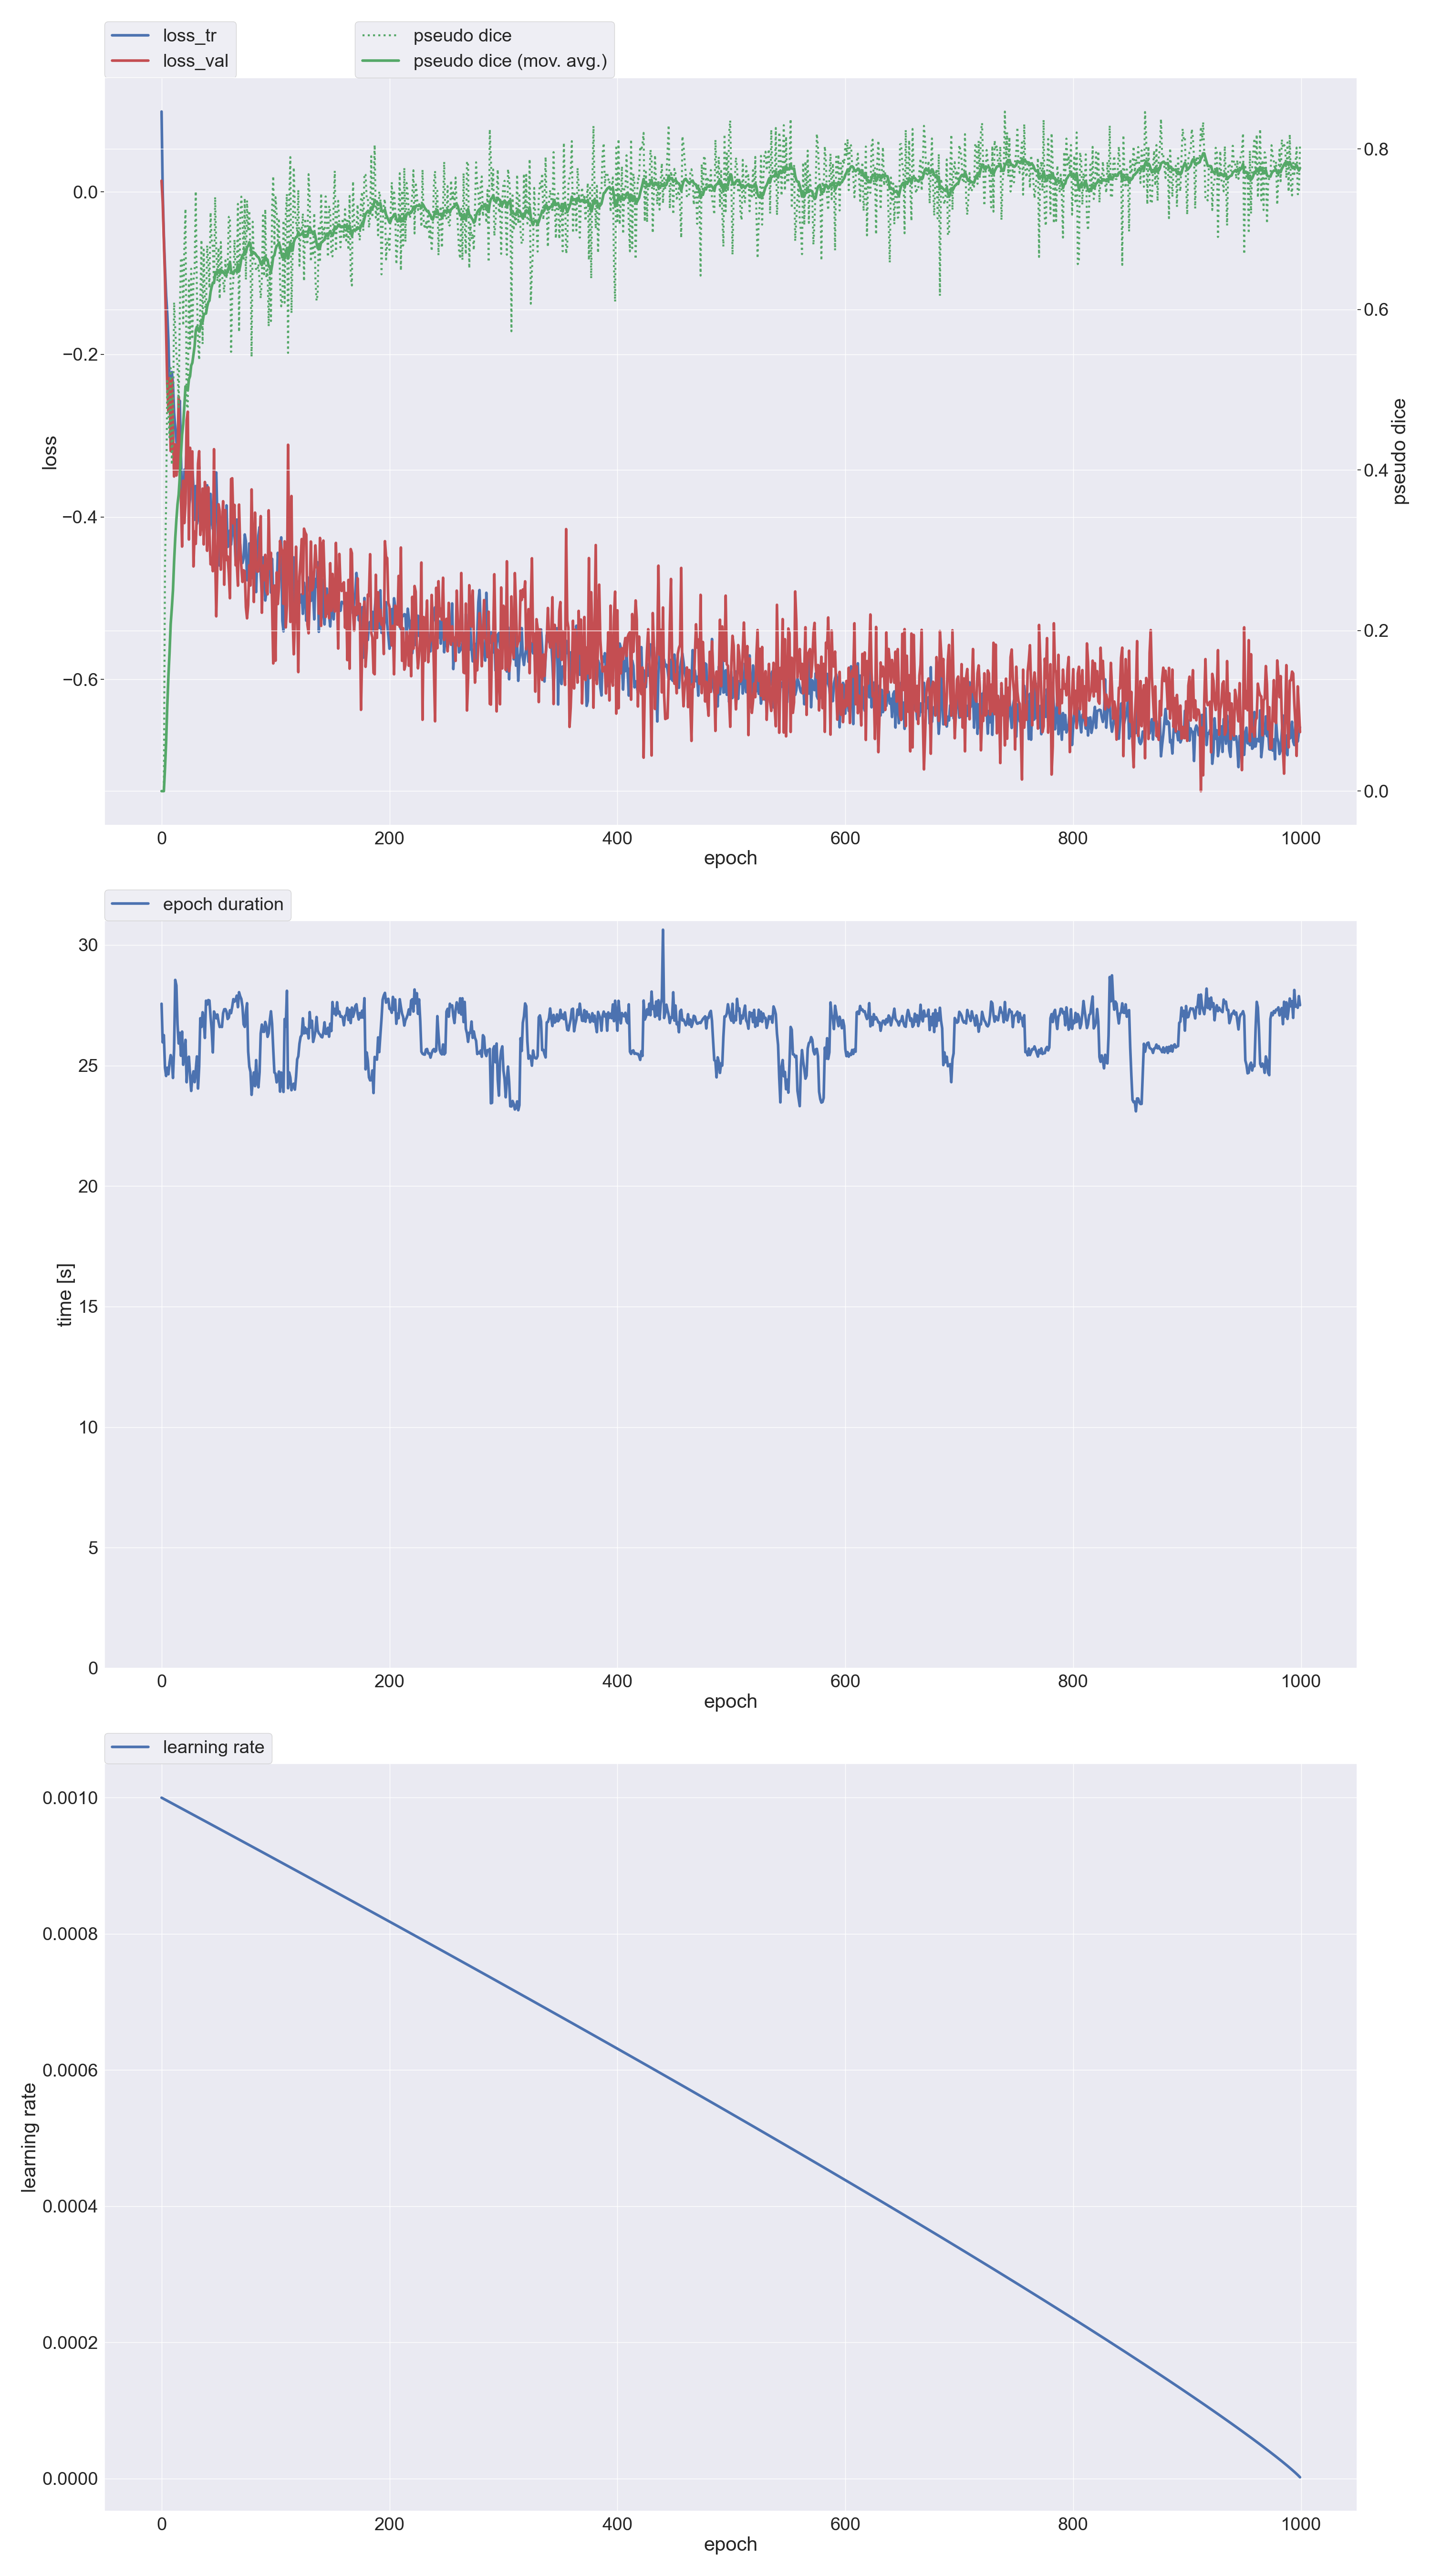 loss_tr
loss_val
pseudo dice
pseudo dice (mov. avg.)
0.0
−0.2
−0.4
−0.6
loss
0.8
0.6
0.4
0.2
0.0
pseudo dice
0 200 400 600 800 1000
epoch
epoch duration
30
25
20
15
10
5
0
time [s]
0 200 400 600 800 1000
epoch
learning rate
0.0010
0.0008
0.0006
0.0004
0.0002
0.0000
learning rate
0 200 400 600 800 1000
epoch